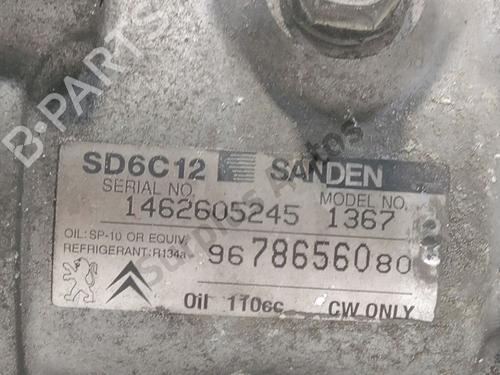 B-PARTS
SD6C12 SANDEN
SERIAL NO. MODEL NO.
1462605245 1367
OIL: SP-10 OR EQUIV.
REFRIGERANT: R134a
9678656080
Oil 110cc CW ONLY